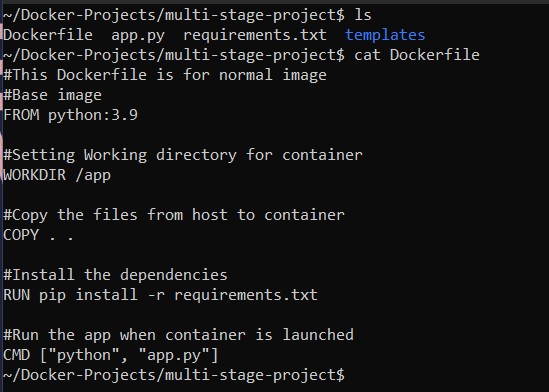 ~/Docker-Projects/multi-stage-project$ ls
Dockerfile  app.py  requirements.txt  templates
~/Docker-Projects/multi-stage-project$ cat Dockerfile
#This Dockerfile is for normal image
#Base image
FROM python:3.9

#Setting Working directory for container
WORKDIR /app

#Copy the files from host to container
COPY . .

#Install the dependencies
RUN pip install -r requirements.txt

#Run the app when container is launched
CMD ["python", "app.py"]
~/Docker-Projects/multi-stage-project$